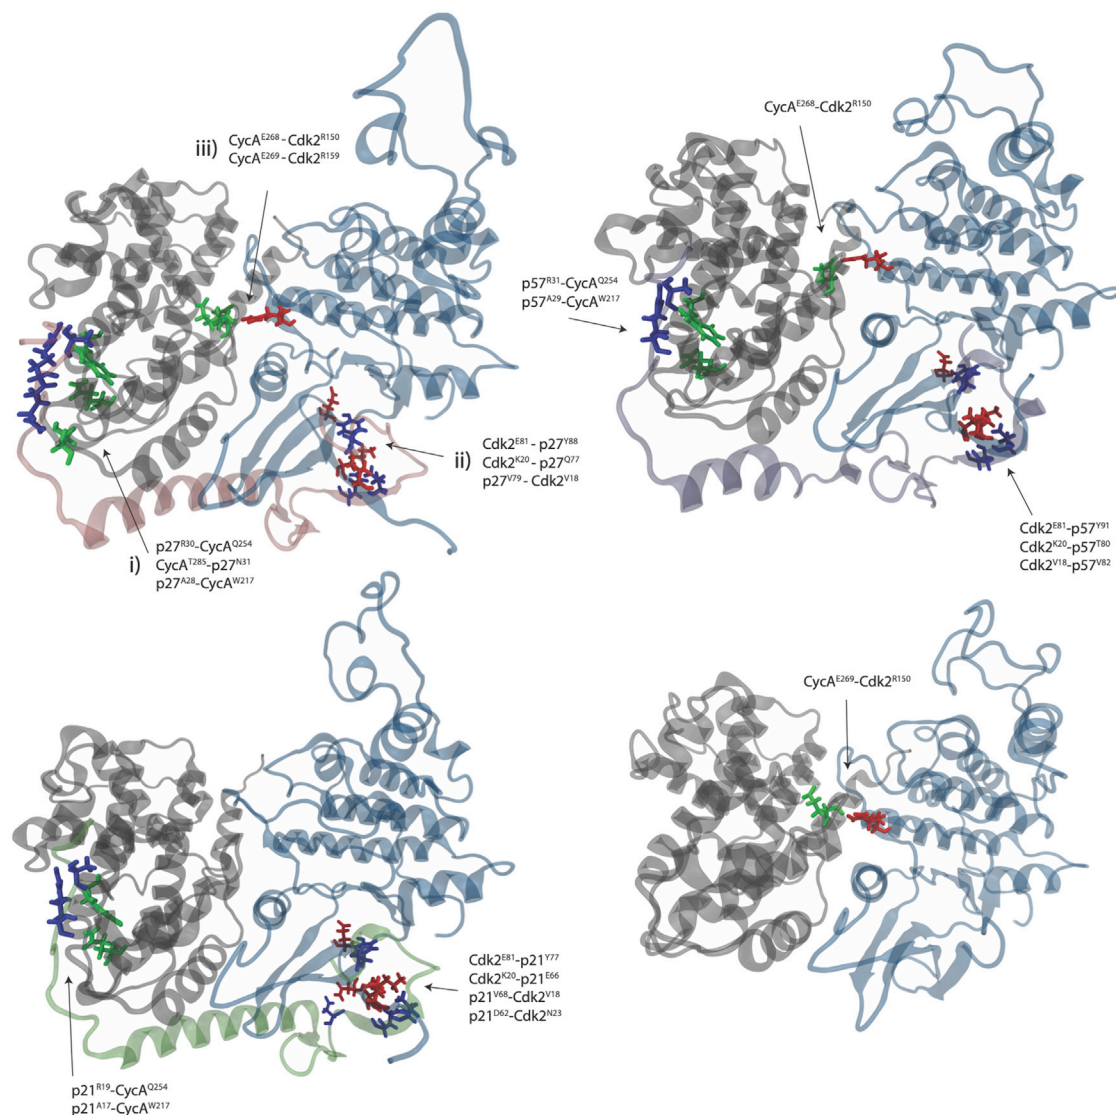 iii) CycA^E268-Cdk2^R150
CycA^E269-Cdk2^R159
Cdk2^E81-p27^Y88
ii) Cdk2^K20-p27^Q77
p27^V79-Cdk2^V18
p27^R30-CycA^Q254
i) CycA^T285-p27^N31
p27^A28-CycA^W217
CycA^E268-Cdk2^R150
p57^R31-CycA^Q254
p57^A29-CycA^W217
Cdk2^E81-p57^Y91
Cdk2^K20-p57^T80
Cdk2^V18-p57^V82
Cdk2^E81-p21^Y77
Cdk2^K20-p21^E66
p21^V68-Cdk2^V18
p21^D62-Cdk2^N23
p21^R19-CycA^Q254
p21^A17-CycA^W217
CycA^E269-Cdk2^R150